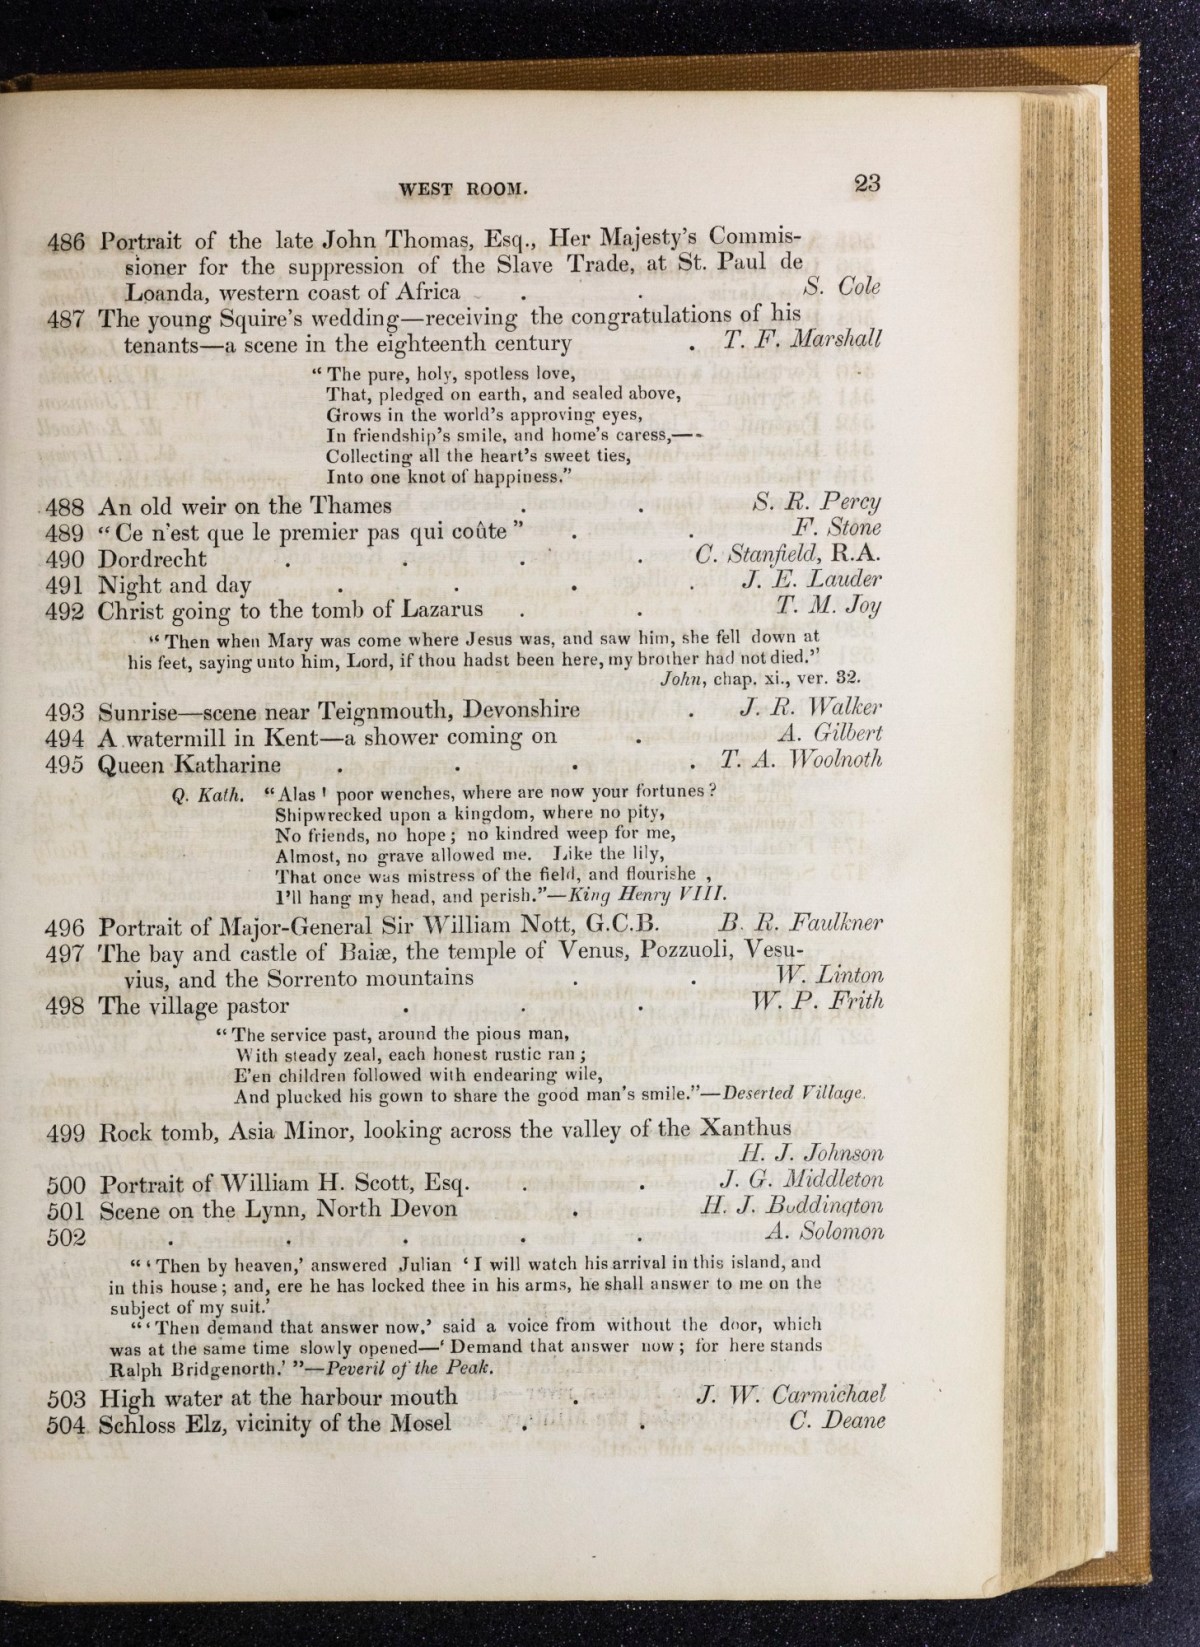 WEST ROOM. 23
486 Portrait of the late John Thomas, Esq., Her Majesty's Commis-
sioner for the suppression of the Slave Trade, at St. Paul de
Loanda, western coast of Africa . . S. Cole
487 The young Squire's wedding—receiving the congratulations of his
tenants—a scene in the eighteenth century . T. F. Marshall
"The pure, holy, spotless love,
That, pledged on earth, and sealed above,
Grows in the world's approving eyes,
In friendship's smile, and home's caress,—-
Collecting all the heart's sweet ties,
Into one knot of happiness."
488 An old weir on the Thames . . S. R. Percy
489 "Ce n'est que le premier pas qui coûte" . . F. Stone
490 Dordrecht . . . . C. Stanfield, R.A.
491 Night and day . . . . J. E. Lauder
492 Christ going to the tomb of Lazarus . . T. M. Joy
"Then when Mary was come where Jesus was, and saw him, she fell down at
his feet, saying unto him, Lord, if thou hadst been here, my brother had not died."
John, chap. xi., ver. 32.
493 Sunrise—scene near Teignmouth, Devonshire . J. R. Walker
494 A watermill in Kent—a shower coming on . A. Gilbert
495 Queen Katharine . . . . T. A. Woolnoth
Q. Kath. "Alas ! poor wenches, where are now your fortunes?
Shipwrecked upon a kingdom, where no pity,
No friends, no hope; no kindred weep for me,
Almost, no grave allowed me. Like the lily,
That once was mistress of the field, and flourishe ,
I'll hang my head, and perish."—King Henry VIII.
496 Portrait of Major-General Sir William Nott, G.C.B. B. R. Faulkner
497 The bay and castle of Baiæ, the temple of Venus, Pozzuoli, Vesu-
vius, and the Sorrento mountains . . W. Linton
498 The village pastor . . . W. P. Frith
"The service past, around the pious man,
With steady zeal, each honest rustic ran;
E'en children followed with endearing wile,
And plucked his gown to share the good man's smile."—Deserted Village.
499 Rock tomb, Asia Minor, looking across the valley of the Xanthus
H. J. Johnson
500 Portrait of William H. Scott, Esq. . . J. G. Middleton
501 Scene on the Lynn, North Devon . H. J. Boddington
502 . . . . . A. Solomon
"'Then by heaven,' answered Julian 'I will watch his arrival in this island, and
in this house; and, ere he has locked thee in his arms, he shall answer to me on the
subject of my suit.'
"'Then demand that answer now,' said a voice from without the door, which
was at the same time slowly opened—'Demand that answer now; for here stands
Ralph Bridgenorth.'"—Peveril of the Peak.
503 High water at the harbour mouth . J. W. Carmichael
504 Schloss Elz, vicinity of the Mosel . . C. Deane